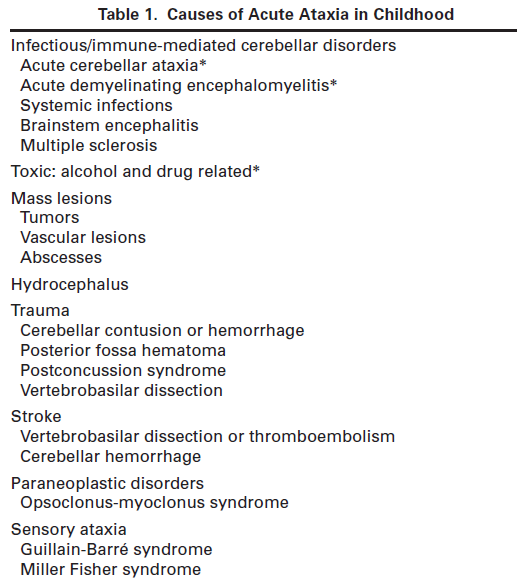 Table 1. Causes of Acute Ataxia in Childhood
Infectious/immune-mediated cerebellar disorders
Acute cerebellar ataxia*
Acute demyelinating encephalomyelitis*
Systemic infections
Brainstem encephalitis
Multiple sclerosis
Toxic: alcohol and drug related*
Mass lesions
Tumors
Vascular lesions
Abscesses
Hydrocephalus
Trauma
Cerebellar contusion or hemorrhage
Posterior fossa hematoma
Postconcussion syndrome
Vertebrobasilar dissection
Stroke
Vertebrobasilar dissection or thromboembolism
Cerebellar hemorrhage
Paraneoplastic disorders
Opsoclonus-myoclonus syndrome
Sensory ataxia
Guillain-Barré syndrome
Miller Fisher syndrome